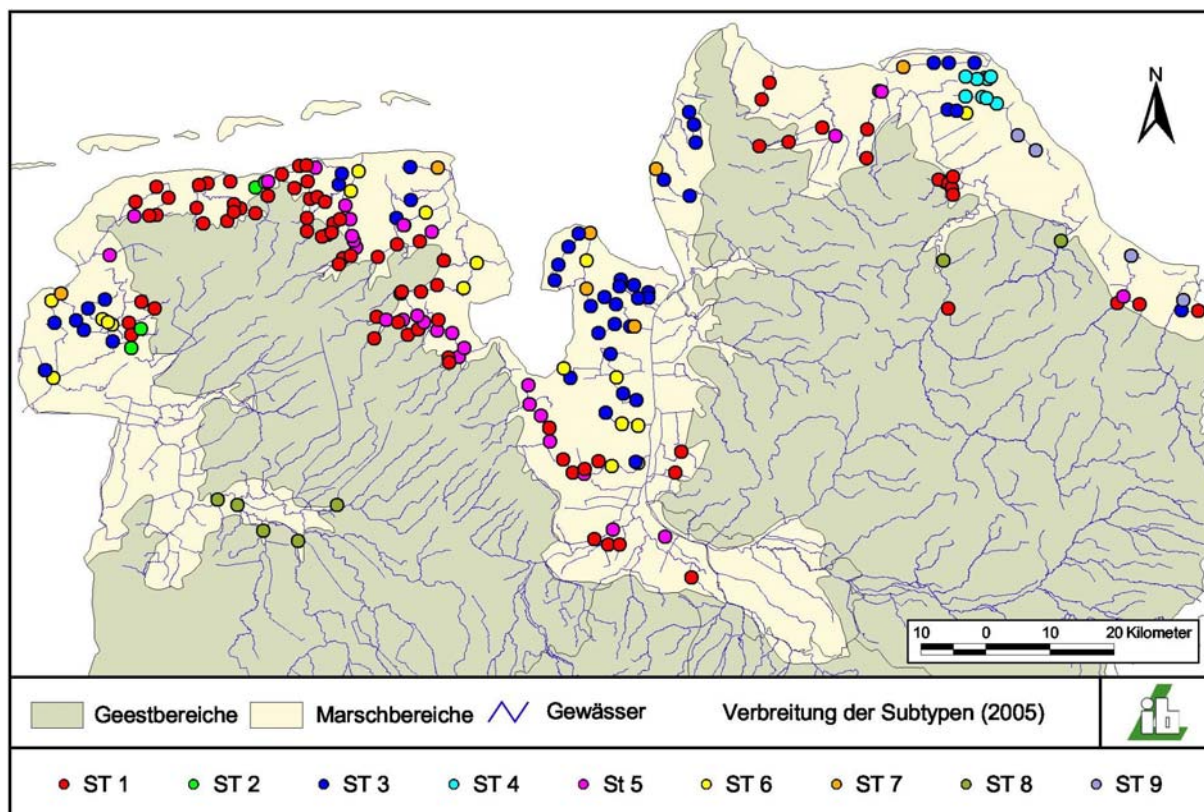 N
10 0 10 20 Kilometer
Geestbereiche Marschbereiche Gewässer Verbreitung der Subtypen (2005) ib
ST 1 ST 2 ST 3 ST 4 St 5 ST 6 ST 7 ST 8 ST 9